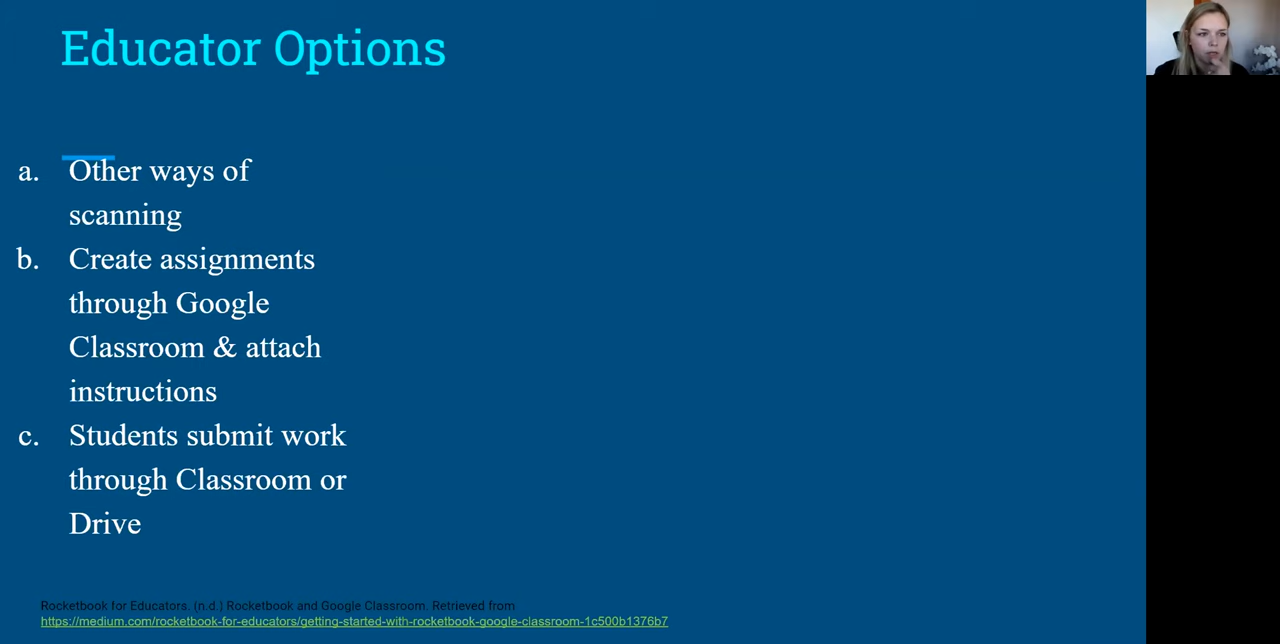 Educator Options
a. Other ways of
scanning
b. Create assignments
through Google
Classroom & attach
instructions
c. Students submit work
through Classroom or
Drive
Rocketbook for Educators. (n.d.) Rocketbook and Google Classroom. Retrieved from
https://medium.com/rocketbook-for-educators/getting-started-with-rocketbook-google-classroom-1c500b1376b7